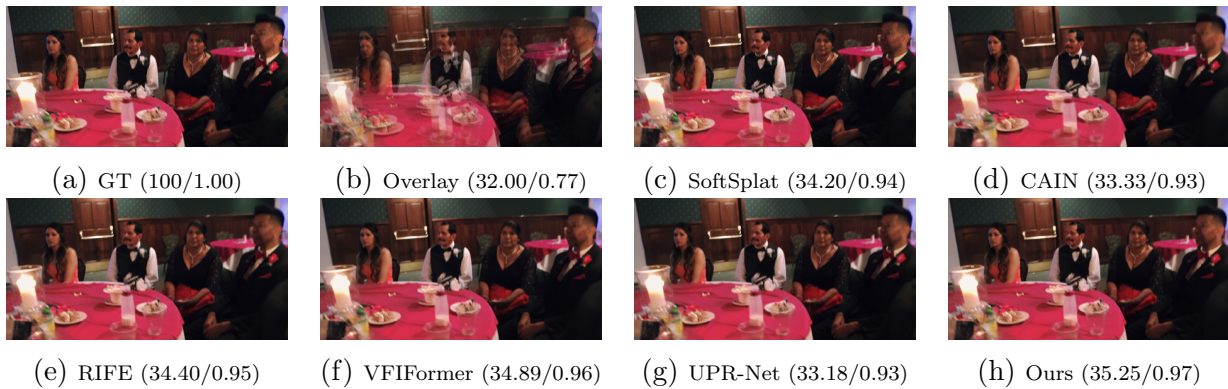 (a) GT (100/1.00)
(b) Overlay (32.00/0.77)
(c) SoftSplat (34.20/0.94)
(d) CAIN (33.33/0.93)
(e) RIFE (34.40/0.95)
(f) VFIFormer (34.89/0.96)
(g) UPR-Net (33.18/0.93)
(h) Ours (35.25/0.97)